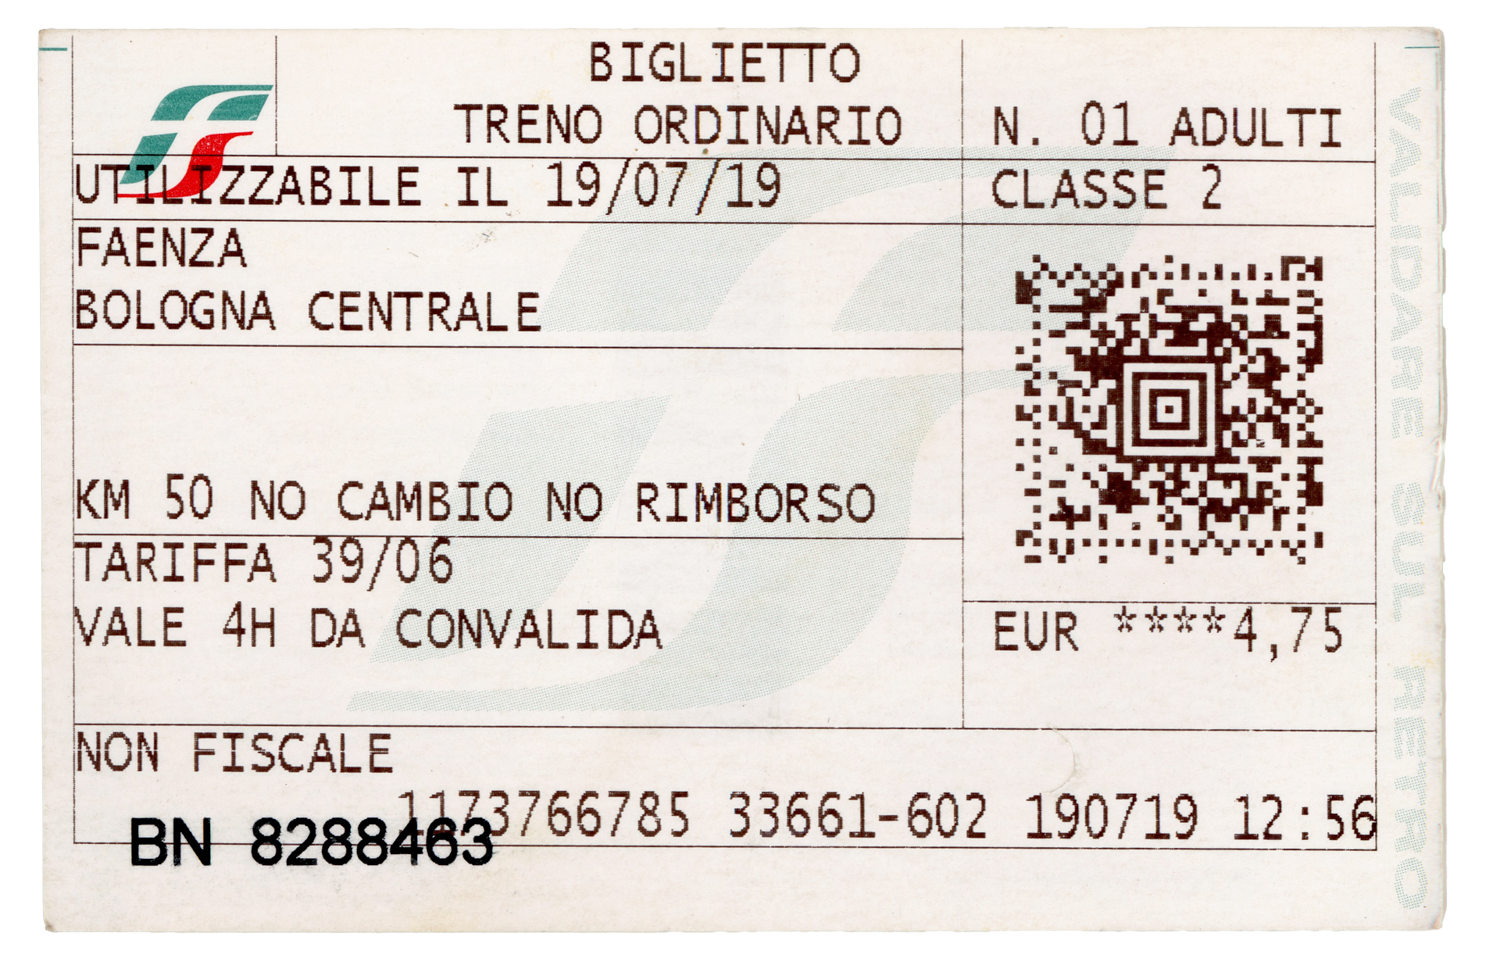 BIGLIETTO
TRENO ORDINARIO
N. 01 ADULTI
UTILIZZABILE IL 19/07/19
CLASSE 2
FAENZA
BOLOGNA CENTRALE
KM 50 NO CAMBIO NO RIMBORSO
TARIFFA 39/06
VALE 4H DA CONVALIDA
EUR ****4,75
NON FISCALE
1173766785 33661-602 190719 12:56
BN 8288463
VALIDARE SUL RETRO